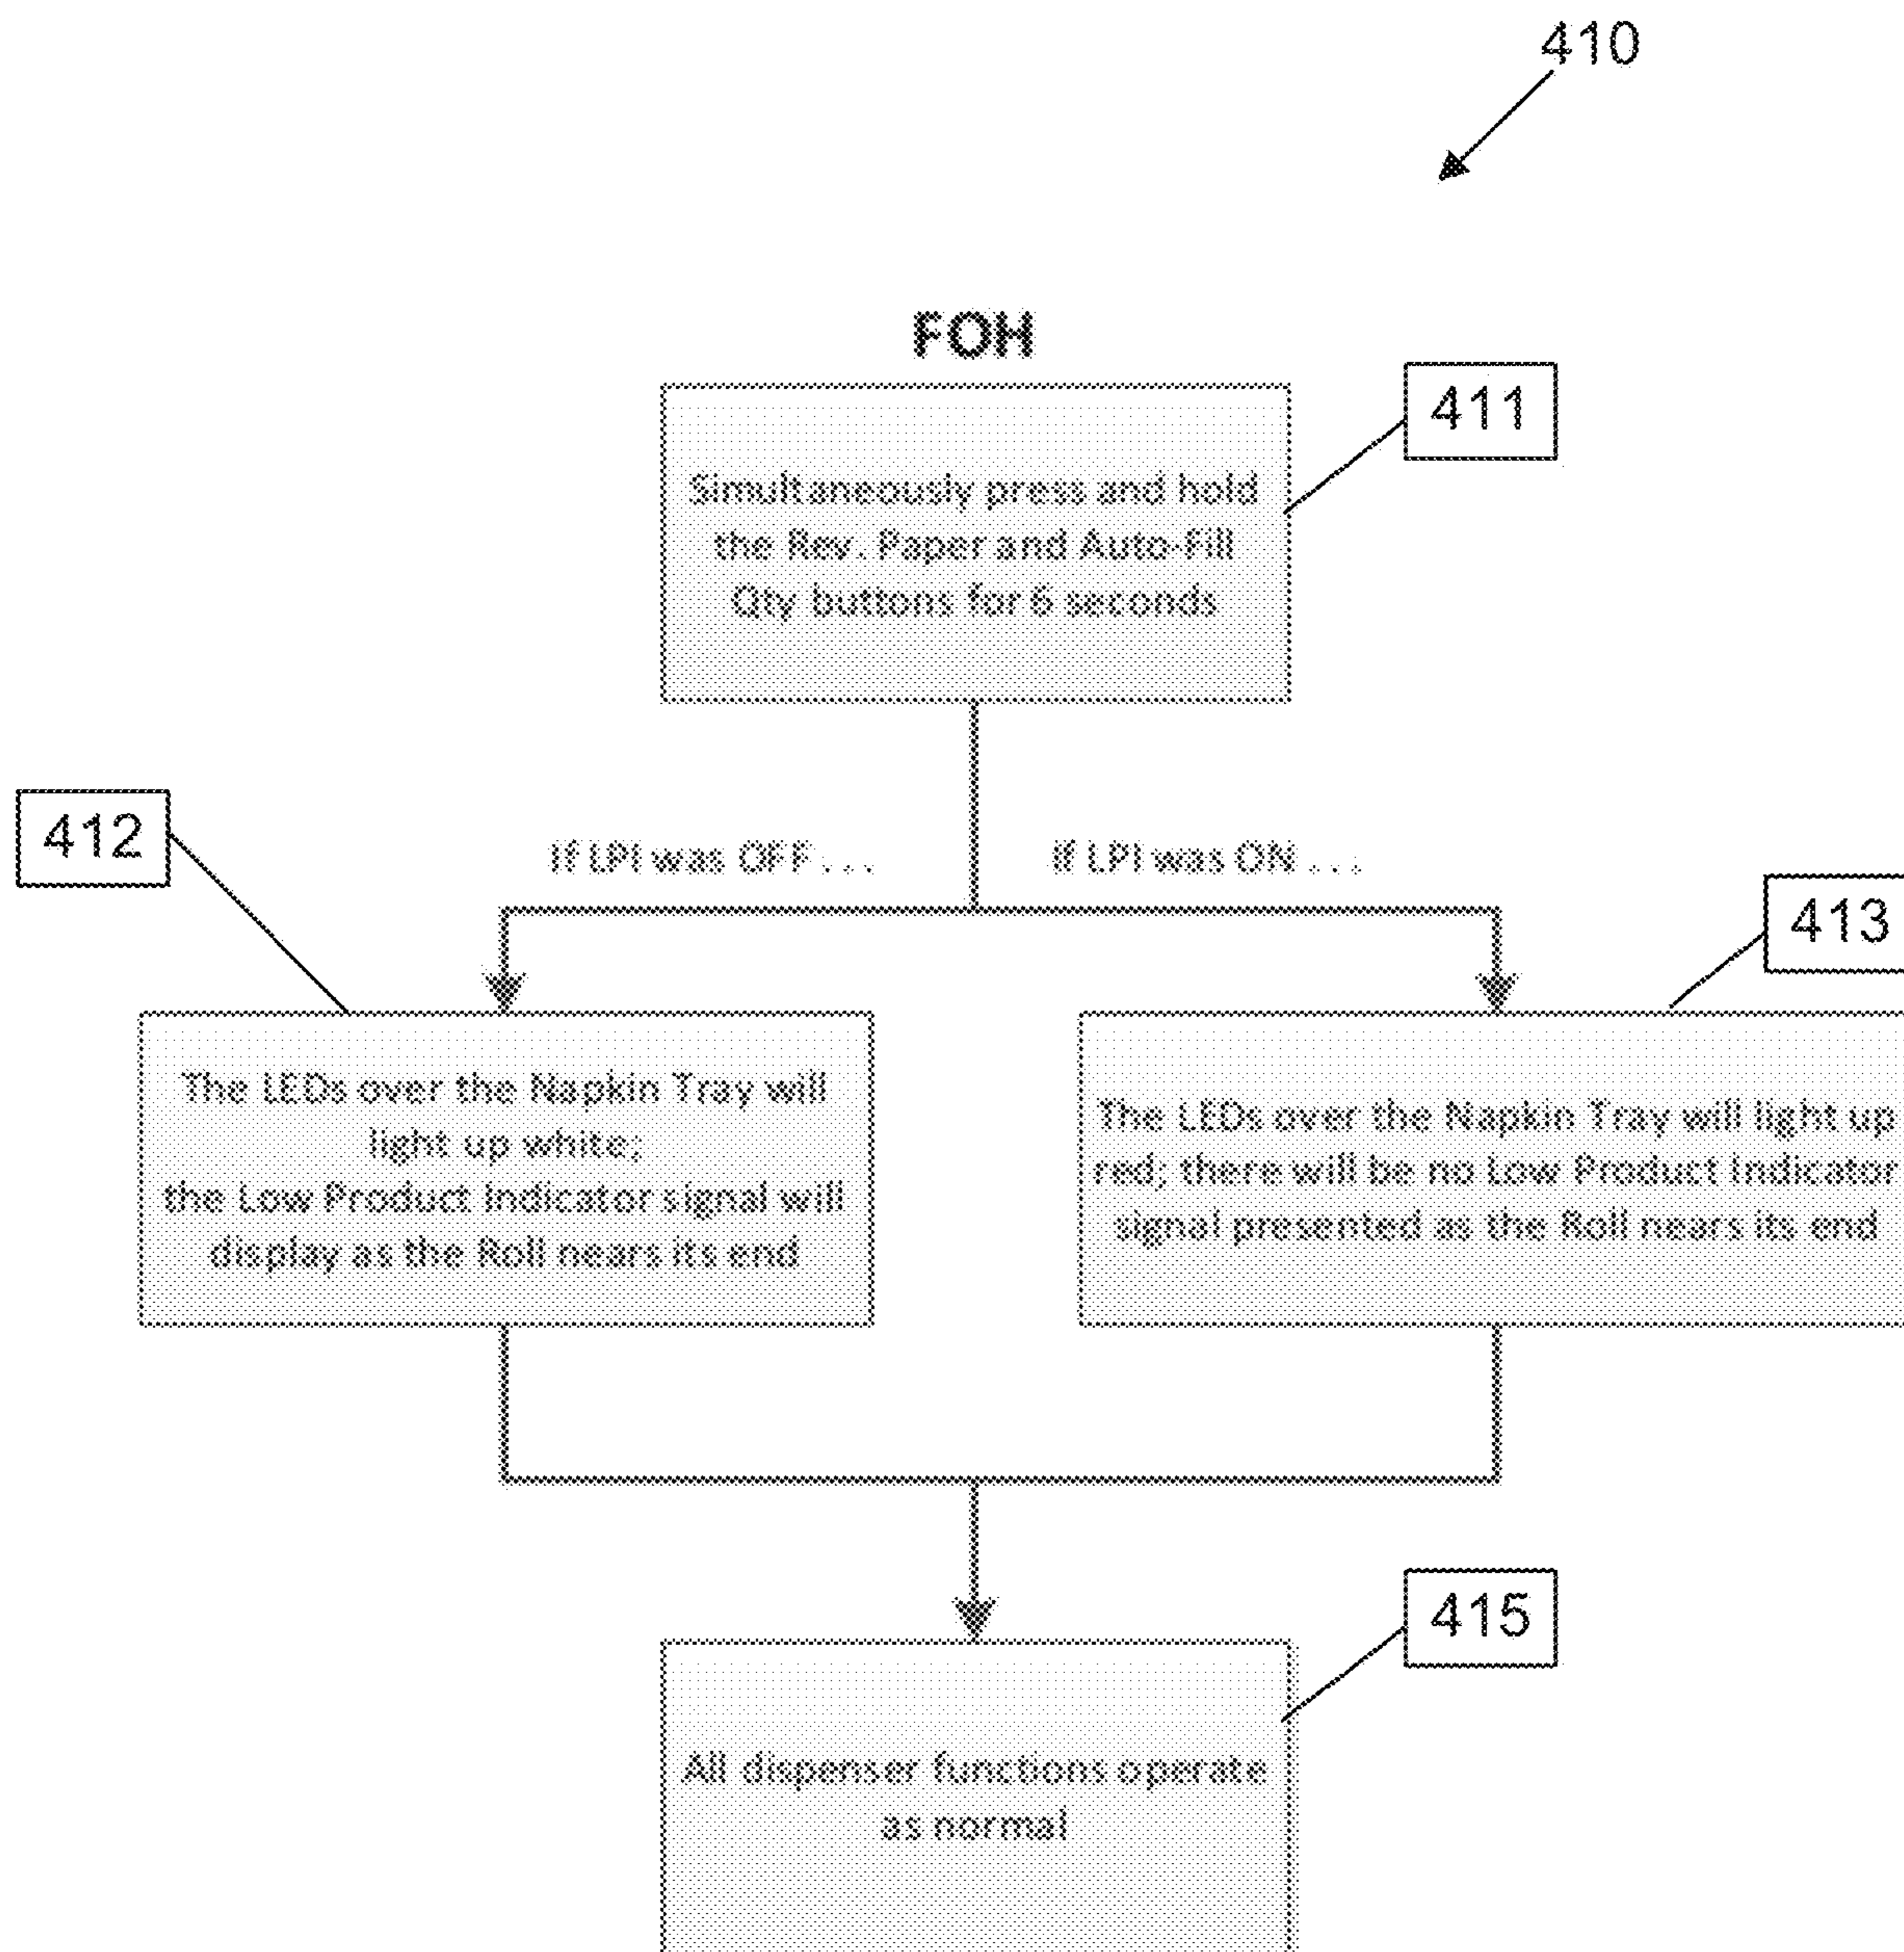 410
FOH
411
Simultaneously press and hold
the Rev. Paper and Auto-Fill
Qty buttons for 6 seconds
412
If LPI was OFF . . .
If LPI was ON . . .
413
The LEDs over the Napkin Tray will
light up white;
the Low Product Indicator signal will
display as the Roll nears its end
The LEDs over the Napkin Tray will light up
red; there will be no Low Product Indicator
signal presented as the Roll nears its end
415
All dispenser functions operate
as normal